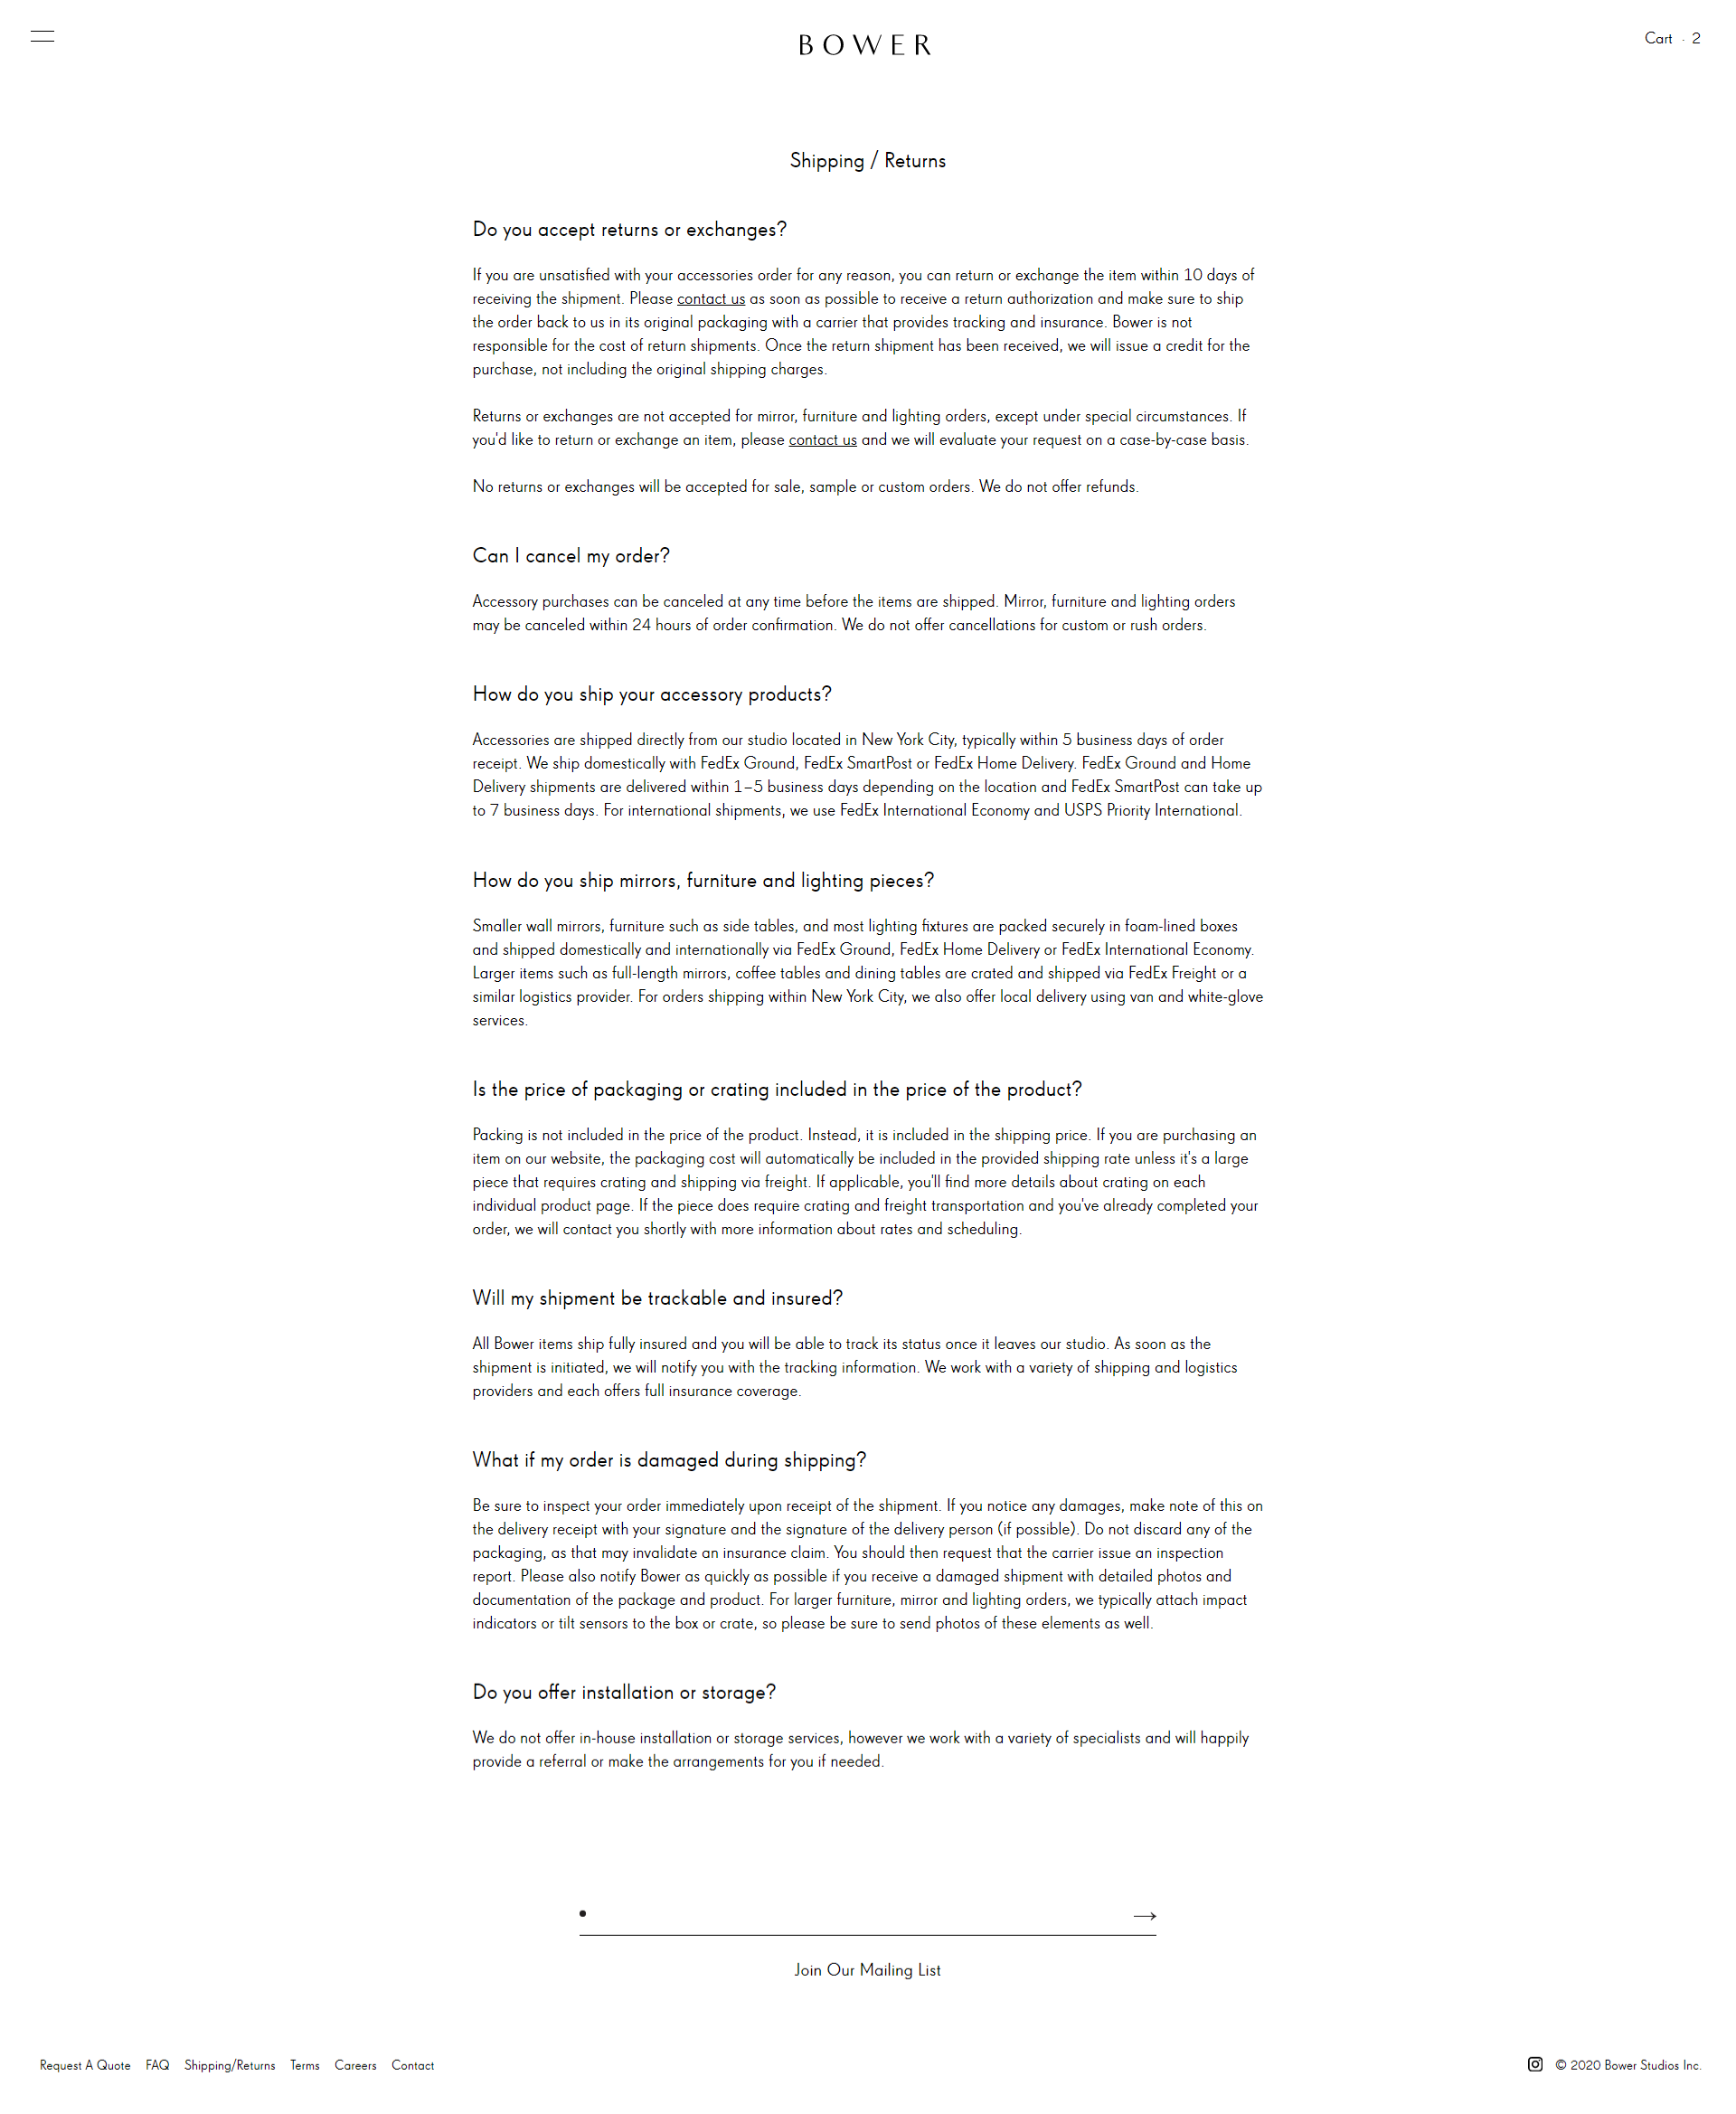 BOWER
Cart · 2
Shipping / Returns
Do you accept returns or exchanges?
If you are unsatisfied with your accessories order for any reason, you can return or exchange the item within 10 days of
receiving the shipment. Please contact us as soon as possible to receive a return authorization and make sure to ship
the order back to us in its original packaging with a carrier that provides tracking and insurance. Bower is not
responsible for the cost of return shipments. Once the return shipment has been received, we will issue a credit for the
purchase, not including the original shipping charges.
Returns or exchanges are not accepted for mirror, furniture and lighting orders, except under special circumstances. If
you'd like to return or exchange an item, please contact us and we will evaluate your request on a case-by-case basis.
No returns or exchanges will be accepted for sale, sample or custom orders. We do not offer refunds.
Can I cancel my order?
Accessory purchases can be canceled at any time before the items are shipped. Mirror, furniture and lighting orders
may be canceled within 24 hours of order confirmation. We do not offer cancellations for custom or rush orders.
How do you ship your accessory products?
Accessories are shipped directly from our studio located in New York City, typically within 5 business days of order
receipt. We ship domestically with FedEx Ground, FedEx SmartPost or FedEx Home Delivery. FedEx Ground and Home
Delivery shipments are delivered within 1–5 business days depending on the location and FedEx SmartPost can take up
to 7 business days. For international shipments, we use FedEx International Economy and USPS Priority International.
How do you ship mirrors, furniture and lighting pieces?
Smaller wall mirrors, furniture such as side tables, and most lighting fixtures are packed securely in foam-lined boxes
and shipped domestically and internationally via FedEx Ground, FedEx Home Delivery or FedEx International Economy.
Larger items such as full-length mirrors, coffee tables and dining tables are crated and shipped via FedEx Freight or a
similar logistics provider. For orders shipping within New York City, we also offer local delivery using van and white-glove
services.
Is the price of packaging or crating included in the price of the product?
Packing is not included in the price of the product. Instead, it is included in the shipping price. If you are purchasing an
item on our website, the packaging cost will automatically be included in the provided shipping rate unless it's a large
piece that requires crating and shipping via freight. If applicable, you'll find more details about crating on each
individual product page. If the piece does require crating and freight transportation and you've already completed your
order, we will contact you shortly with more information about rates and scheduling.
Will my shipment be trackable and insured?
All Bower items ship fully insured and you will be able to track its status once it leaves our studio. As soon as the
shipment is initiated, we will notify you with the tracking information. We work with a variety of shipping and logistics
providers and each offers full insurance coverage.
What if my order is damaged during shipping?
Be sure to inspect your order immediately upon receipt of the shipment. If you notice any damages, make note of this on
the delivery receipt with your signature and the signature of the delivery person (if possible). Do not discard any of the
packaging, as that may invalidate an insurance claim. You should then request that the carrier issue an inspection
report. Please also notify Bower as quickly as possible if you receive a damaged shipment with detailed photos and
documentation of the package and product. For larger furniture, mirror and lighting orders, we typically attach impact
indicators or tilt sensors to the box or crate, so please be sure to send photos of these elements as well.
Do you offer installation or storage?
We do not offer in-house installation or storage services, however we work with a variety of specialists and will happily
provide a referral or make the arrangements for you if needed.
Join Our Mailing List
Request A Quote FAQ Shipping/Returns Terms Careers Contact
© 2020 Bower Studios Inc.